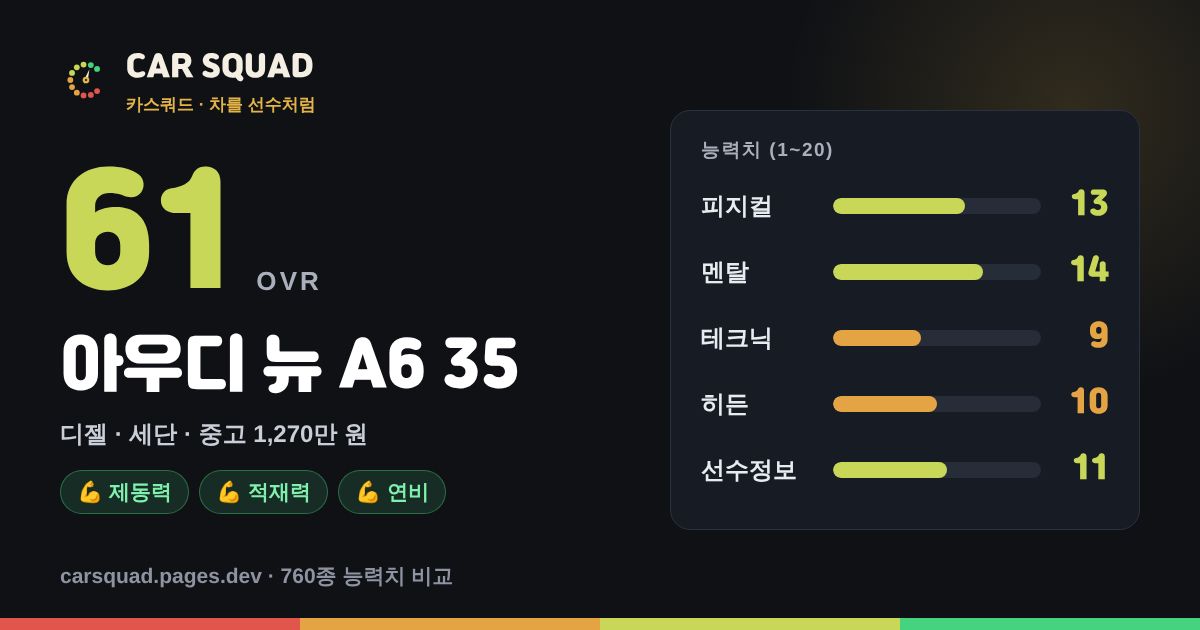 CAR SQUAD
카스쿼드 · 차를 선수처럼
61 OVR
아우디 뉴 A6 35
디젤 · 세단 · 중고 1,270만 원
💪 제동력 💪 적재력 💪 연비
carsquad.pages.dev · 760종 능력치 비교
능력치 (1~20)
피지컬 13
멘탈 14
테크닉 9
히든 10
선수정보 11